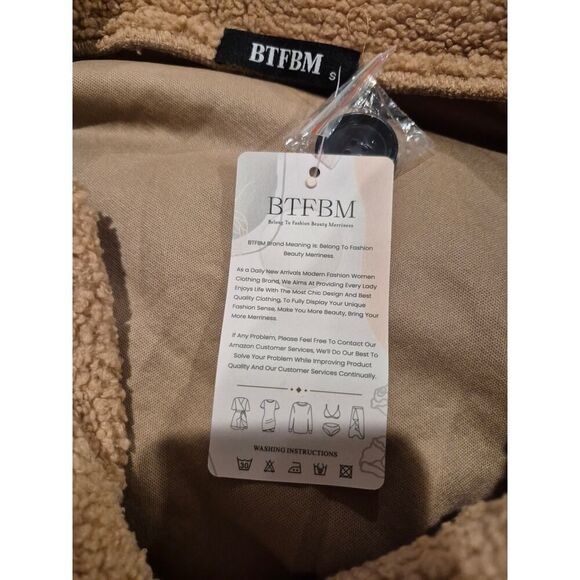 BTFBM
S
BTFBM
Belong To Fashion Beauty Merriness
BTFBM Brand Meaning is: Belong To Fashion
Beauty Merriness.
As a Daily New Arrivals Modern Fashion Women
Clothing Brand, We Aims At Providing Every Lady
Enjoys Life With The Most Chic Design And Best
Quality Clothing, To Fully Display Your Unique
Fashion Sense, Make You More Beauty, Bring Your
More Merriness.
If Any Problem, Please Feel Free To Contact Our
Amazon Customer Services, We'll Do Our Best To
Solve Your Problem While Improving Product
Quality And Our Customer Services Continually.
WASHING INSTRUCTIONS
30